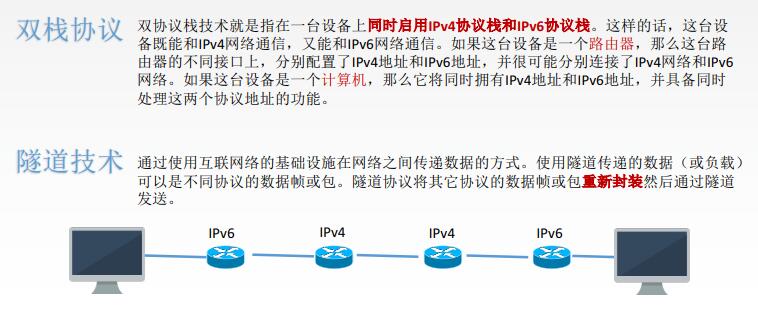 双栈协议
双协议栈技术就是指在一台设备上同时启用IPv4协议栈和IPv6协议栈。这样的话，这台设
备既能和IPv4网络通信，又能和IPv6网络通信。如果这台设备是一个路由器，那么这台路
由器的不同接口上，分别配置了IPv4地址和IPv6地址，并很可能分别连接了IPv4网络和IPv6
网络。如果这台设备是一个计算机，那么它将同时拥有IPv4地址和IPv6地址，并具备同时
处理这两个协议地址的功能。
隧道技术
通过使用互联网络的基础设施在网络之间传递数据的方式。使用隧道传递的数据（或负载）
可以是不同协议的数据帧或包。隧道协议将其它协议的数据帧或包重新封装然后通过隧道
发送。
IPv6 IPv4 IPv4 IPv6